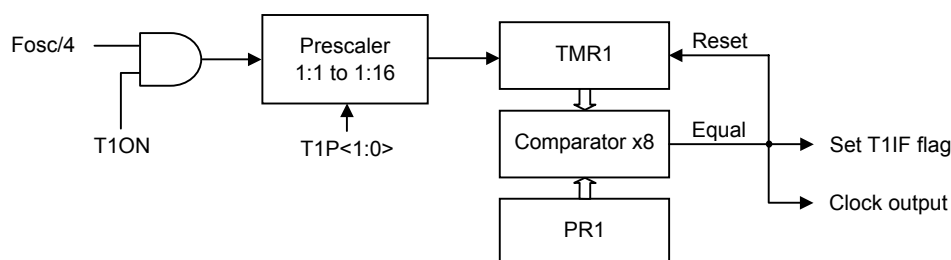 Fosc/4
T1ON
Prescaler
1:1 to 1:16
T1P<1:0>
TMR1
Reset
Comparator x8
Equal
Set T1IF flag
Clock output
PR1